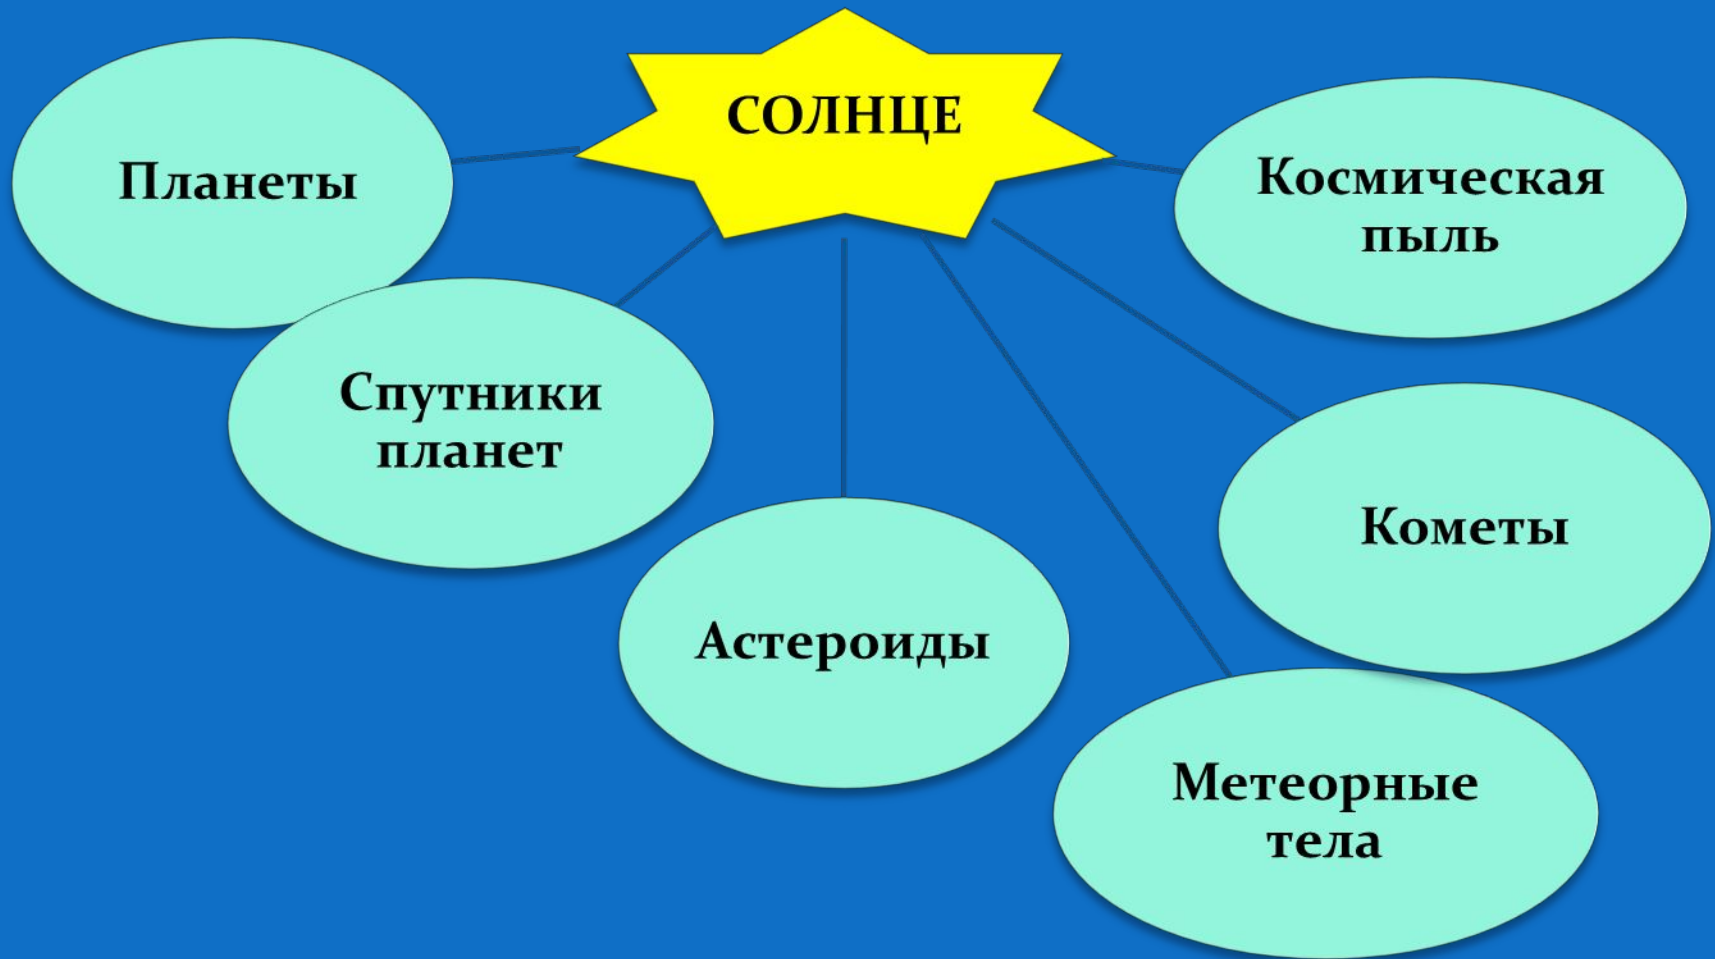 СОЛНЦЕ
Планеты
Космическая
пыль
Спутники
планет
Кометы
Астероиды
Метеорные
тела